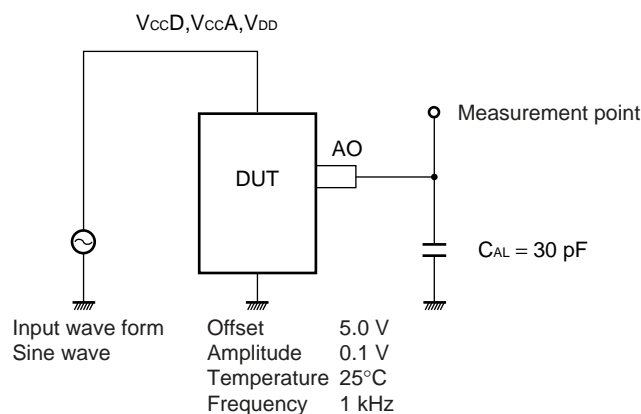 VCCD,VCCA,VDD
Measurement point
AO
DUT
CAL = 30 pF
Input wave form
Sine wave
Offset 5.0 V
Amplitude 0.1 V
Temperature 25°C
Frequency 1 kHz